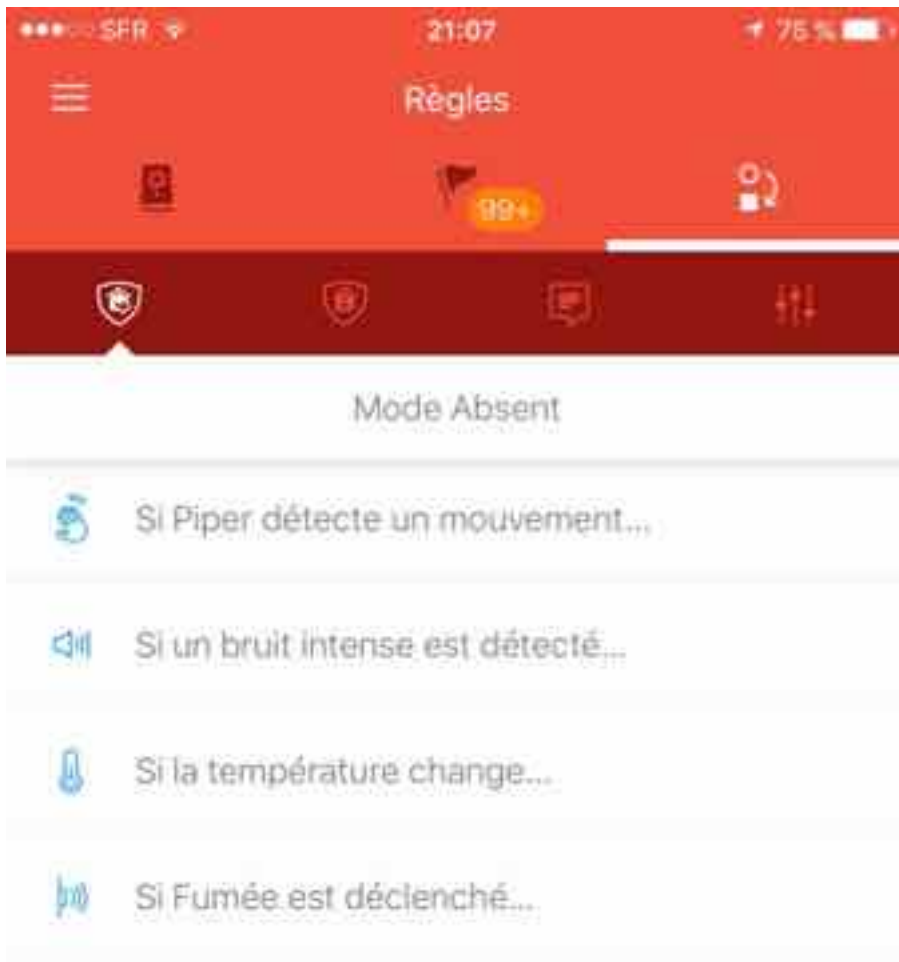 SFR 21:07 76 %
Règles
99+
Mode Absent
Si Piper détecte un mouvement...
Si un bruit intense est détecté...
Si la température change...
Si Fumée est déclenché...